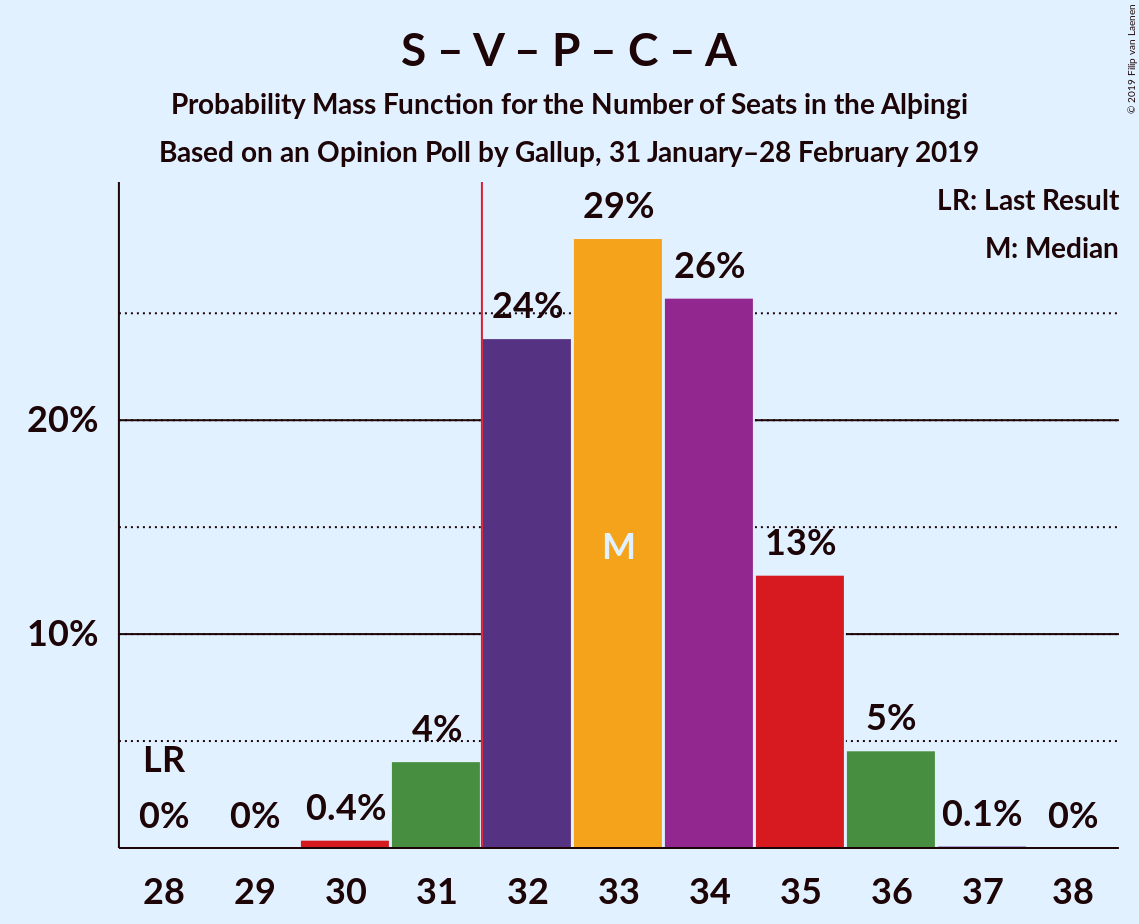 S – V – P – C – A
Probability Mass Function for the Number of Seats in the Alþingi
Based on an Opinion Poll by Gallup, 31 January–28 February 2019
© 2019 Filip van Laenen
LR: Last Result
M: Median
29%
26%
24%
20%
M
13%
10%
5%
4%
LR
0%
0%
0.4%
0.1%
0%
28 29 30 31 32 33 34 35 36 37 38